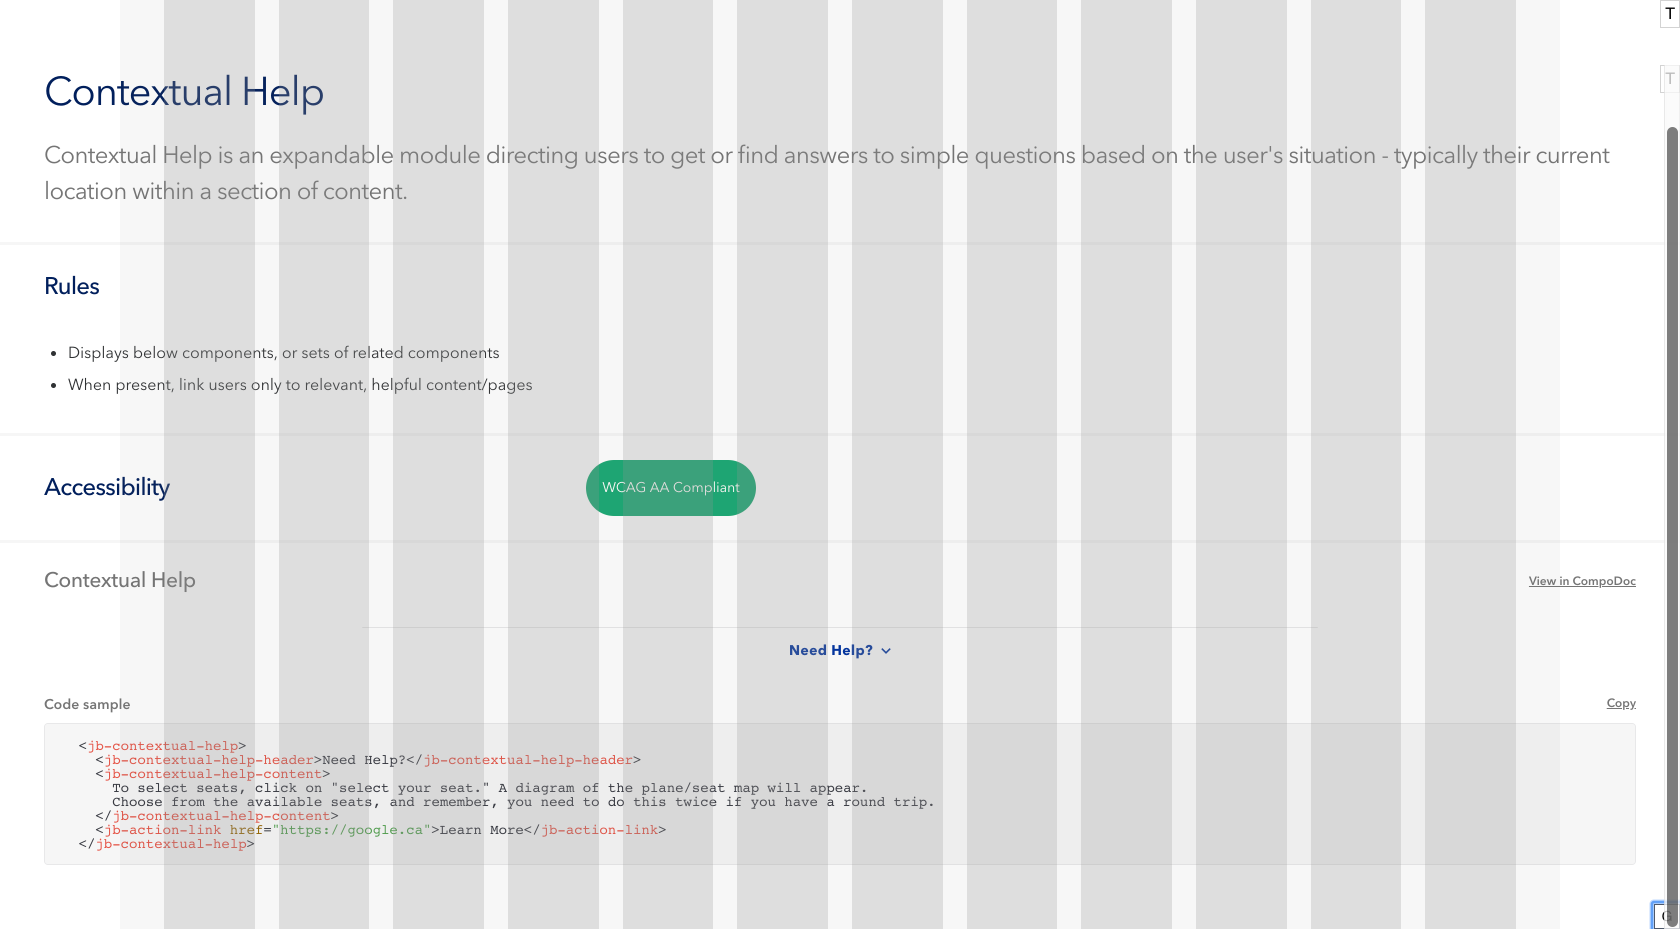 T
Contextual Help
T
Contextual Help is an expandable module directing users to get or find answers to simple questions based on the user's situation - typically their current
location within a section of content.
Rules
• Displays below components, or sets of related components
• When present, link users only to relevant, helpful content/pages
Accessibility WCAG AA Compliant
Contextual Help View in CompoDoc
Need Help?
Code sample Copy
<jb-contextual-help>
<jb-contextual-help-header>Need Help?</jb-contextual-help-header>
<jb-contextual-help-content>
To select seats, click on "select your seat." A diagram of the plane/seat map will appear.
Choose from the available seats, and remember, you need to do this twice if you have a round trip.
</jb-contextual-help-content>
<jb-action-link href="https://google.ca">Learn More</jb-action-link>
</jb-contextual-help>
G